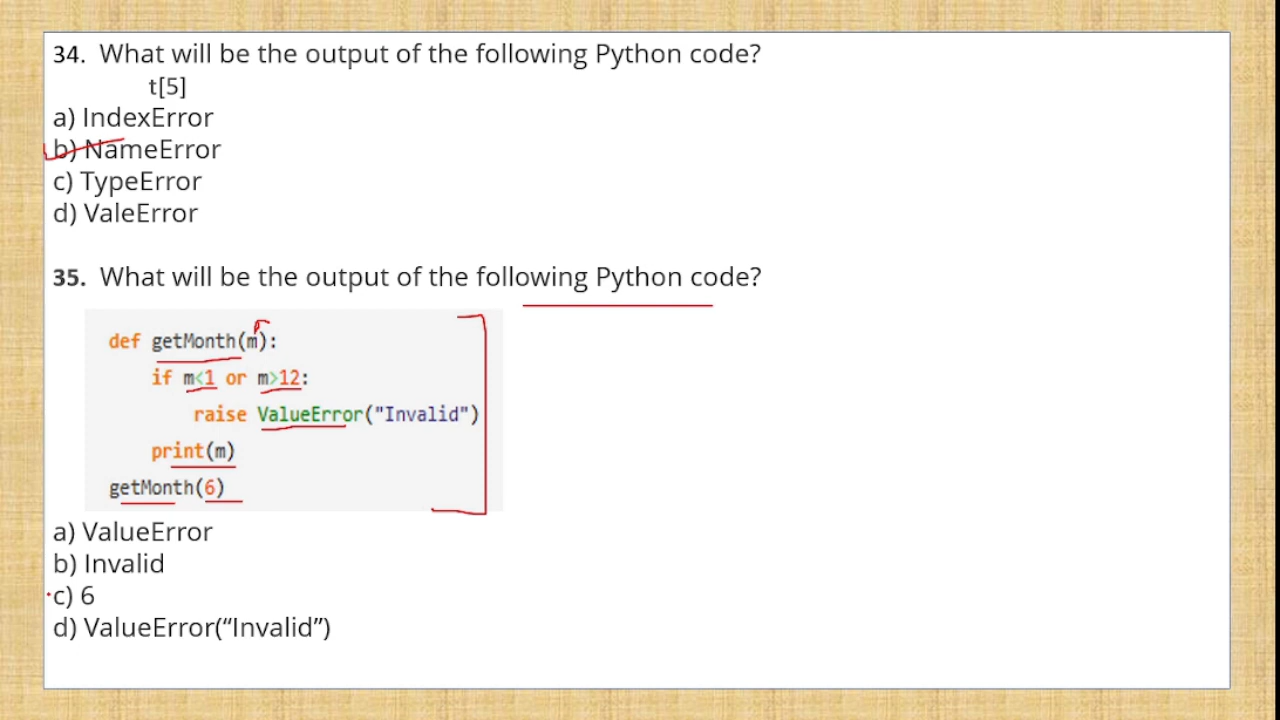 34. What will be the output of the following Python code?
t[5]
a) IndexError
b) NameError
c) TypeError
d) ValeError
35. What will be the output of the following Python code?
def getMonth(m):
if m<1 or m>12:
raise ValueError("Invalid")
print(m)
getMonth(6)
a) ValueError
b) Invalid
c) 6
d) ValueError(“Invalid”)